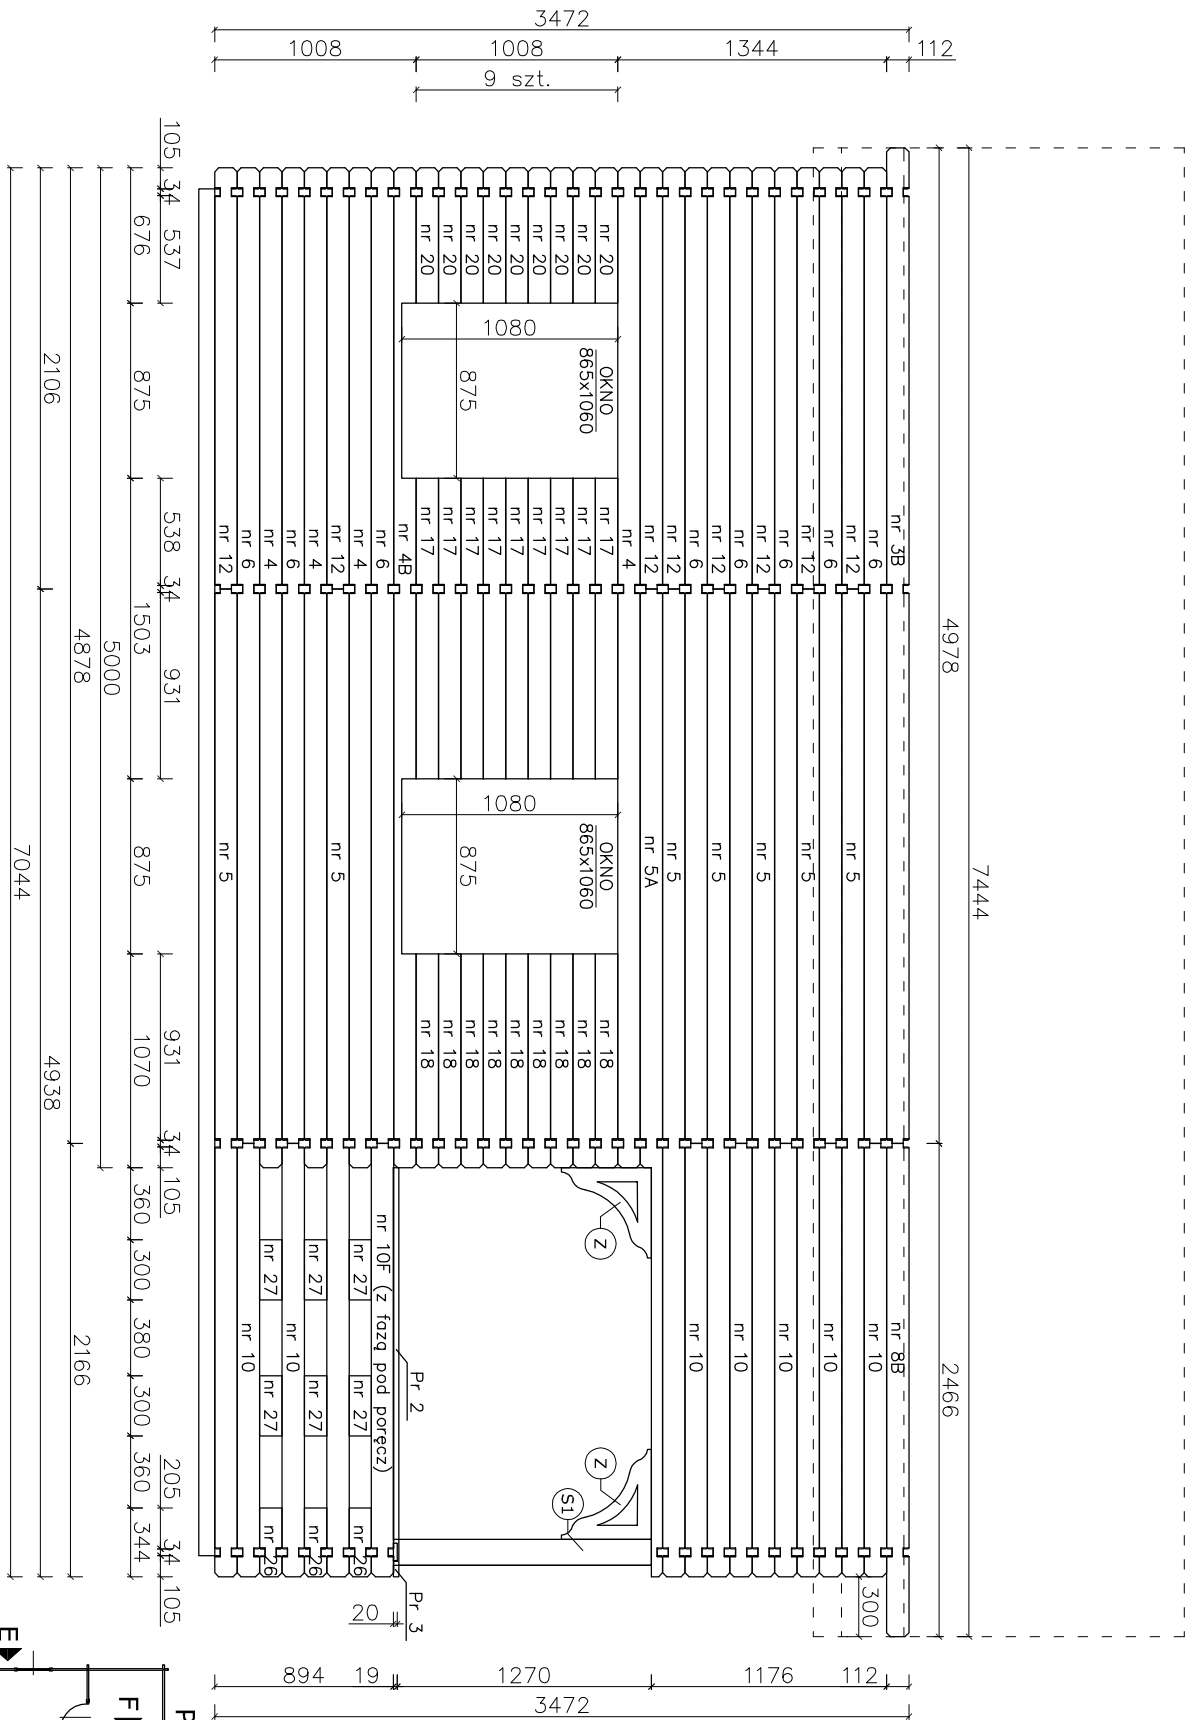 3472
1008
1008
1344
112
9 szt.
7444
4978
2466
300
nr 3B
nr 8B
nr 6
nr 10
nr 12
nr 5
nr 6
nr 10
nr 12
nr 5
nr 6
nr 10
nr 12
nr 5
nr 6
nr 10
nr 12
nr 5
nr 6
nr 10
nr 12
nr 5
nr 12
nr 5A
nr 4
nr 20
nr 20
nr 20
nr 20
nr 20
nr 20
nr 20
nr 20
nr 20
OKNO
865x1060
1080
875
nr 17
nr 17
nr 17
nr 17
nr 17
nr 17
nr 17
nr 17
nr 17
OKNO
865x1060
1080
875
nr 18
nr 18
nr 18
nr 18
nr 18
nr 18
nr 18
nr 18
nr 18
Z
Z
S1
Pr 2
Pr 3
20
nr 4B
nr 10F (z fazą pod poręcz)
nr 6
nr 4
nr 27
nr 27
nr 26
nr 12
nr 5
nr 4
nr 27
nr 27
nr 26
nr 6
nr 10
nr 4
nr 27
nr 27
nr 26
nr 6
nr 10
nr 12
nr 5
105
34
537
538
34
931
931
34
105
205
34
105
676
875
1503
875
1070
360
300
380
300
360
344
5000
4878
2166
2106
4938
7044
894
19
1270
1176
112
3472
E
F
P